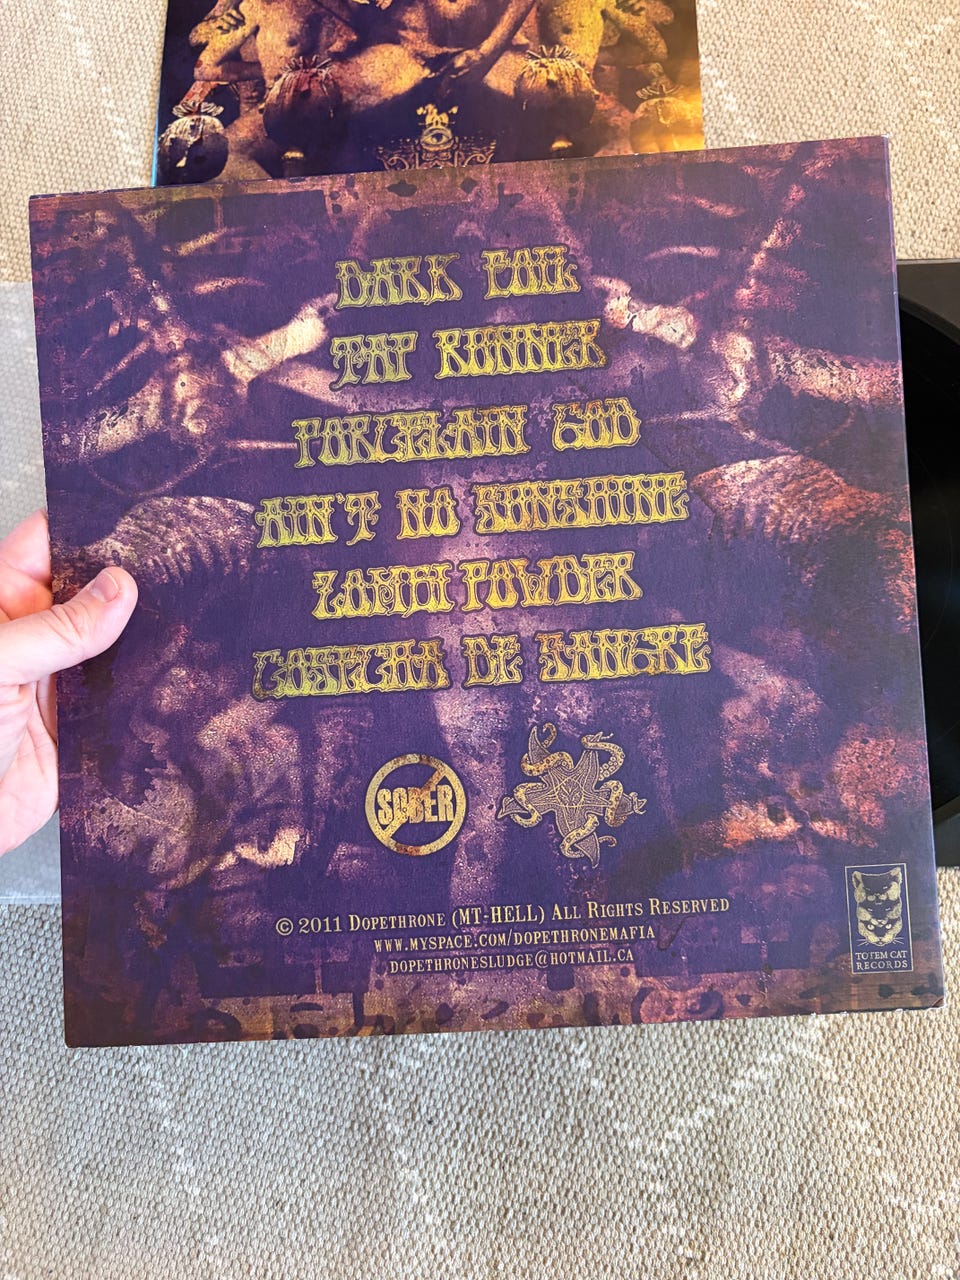 DARK FOIL
TAP RUNNER
PORCELAIN GOD
AIN'T NO SUNSHINE
ZOMBI POWDER
COSECHA DE SANGRE
SOBER
© 2011 DOPETHRONE (MT-HELL) ALL RIGHTS RESERVED
WWW.MYSPACE.COM/DOPETHRONEMAFIA
DOPETHRONESLUDGE@HOTMAIL.CA
TOTEM CAT
RECORDS